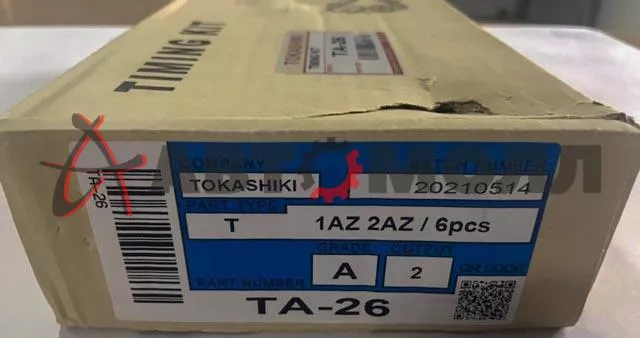 TIMING KIT
TOKASHIKI
TIMING KIT
TA-26
АВТОМОЛЛ
TA-26
COMPANY BATCH NUMBER
TOKASHIKI 20210514
PART TYPE
T 1AZ 2AZ / 6pcs
GRADE OUTPUT
A 2 QR CODE
PART NUMBER
TA-26